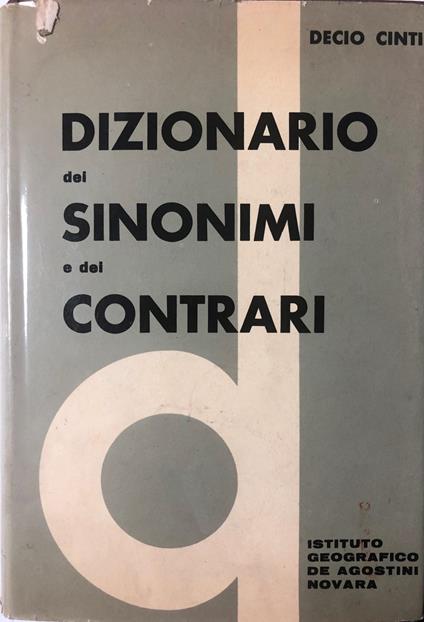 DECIO CINTI
DIZIONARIO
dei
SINONIMI
e dei
CONTRARI
d
ISTITUTO
GEOGRAFICO
DE AGOSTINI
NOVARA